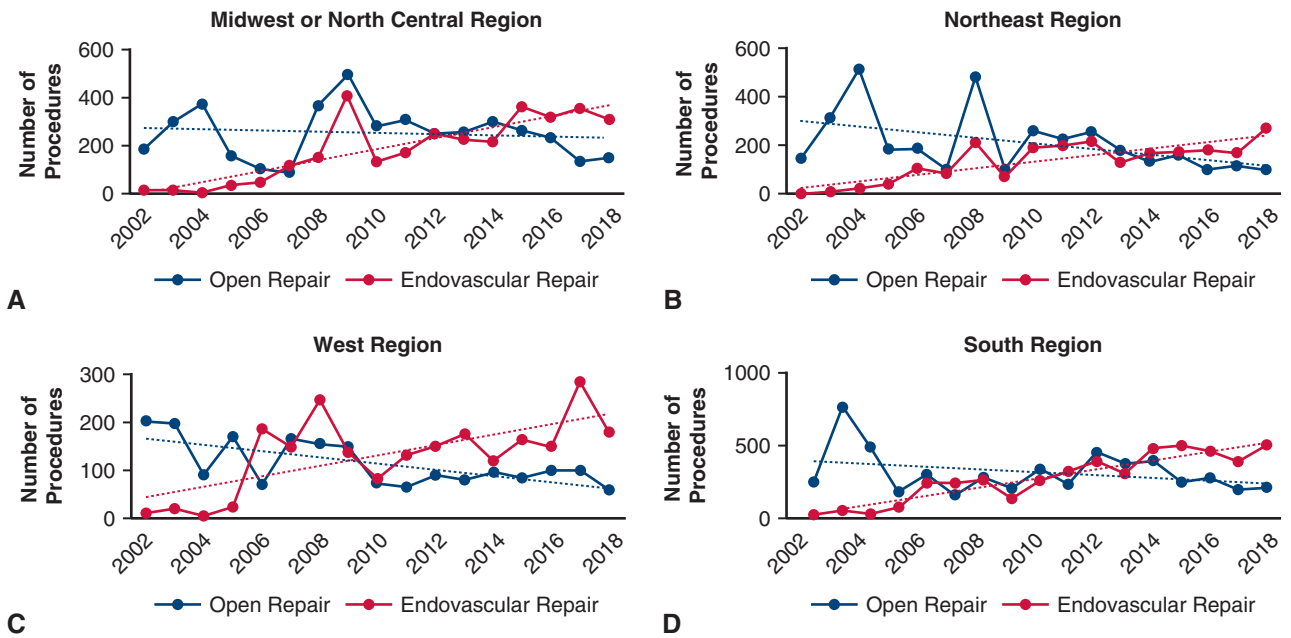 Midwest or North Central Region
Number of
Procedures
600
400
200
0
2002
2004
2006
2008
2010
2012
2014
2016
2018
Open Repair
Endovascular Repair
A
Northeast Region
Number of
Procedures
600
400
200
0
2002
2004
2006
2008
2010
2012
2014
2016
2018
Open Repair
Endovascular Repair
B
West Region
Number of
Procedures
300
200
100
0
2002
2004
2006
2008
2010
2012
2014
2016
2018
Open Repair
Endovascular Repair
C
South Region
Number of
Procedures
1000
500
0
2002
2004
2006
2008
2010
2012
2014
2016
2018
Open Repair
Endovascular Repair
D